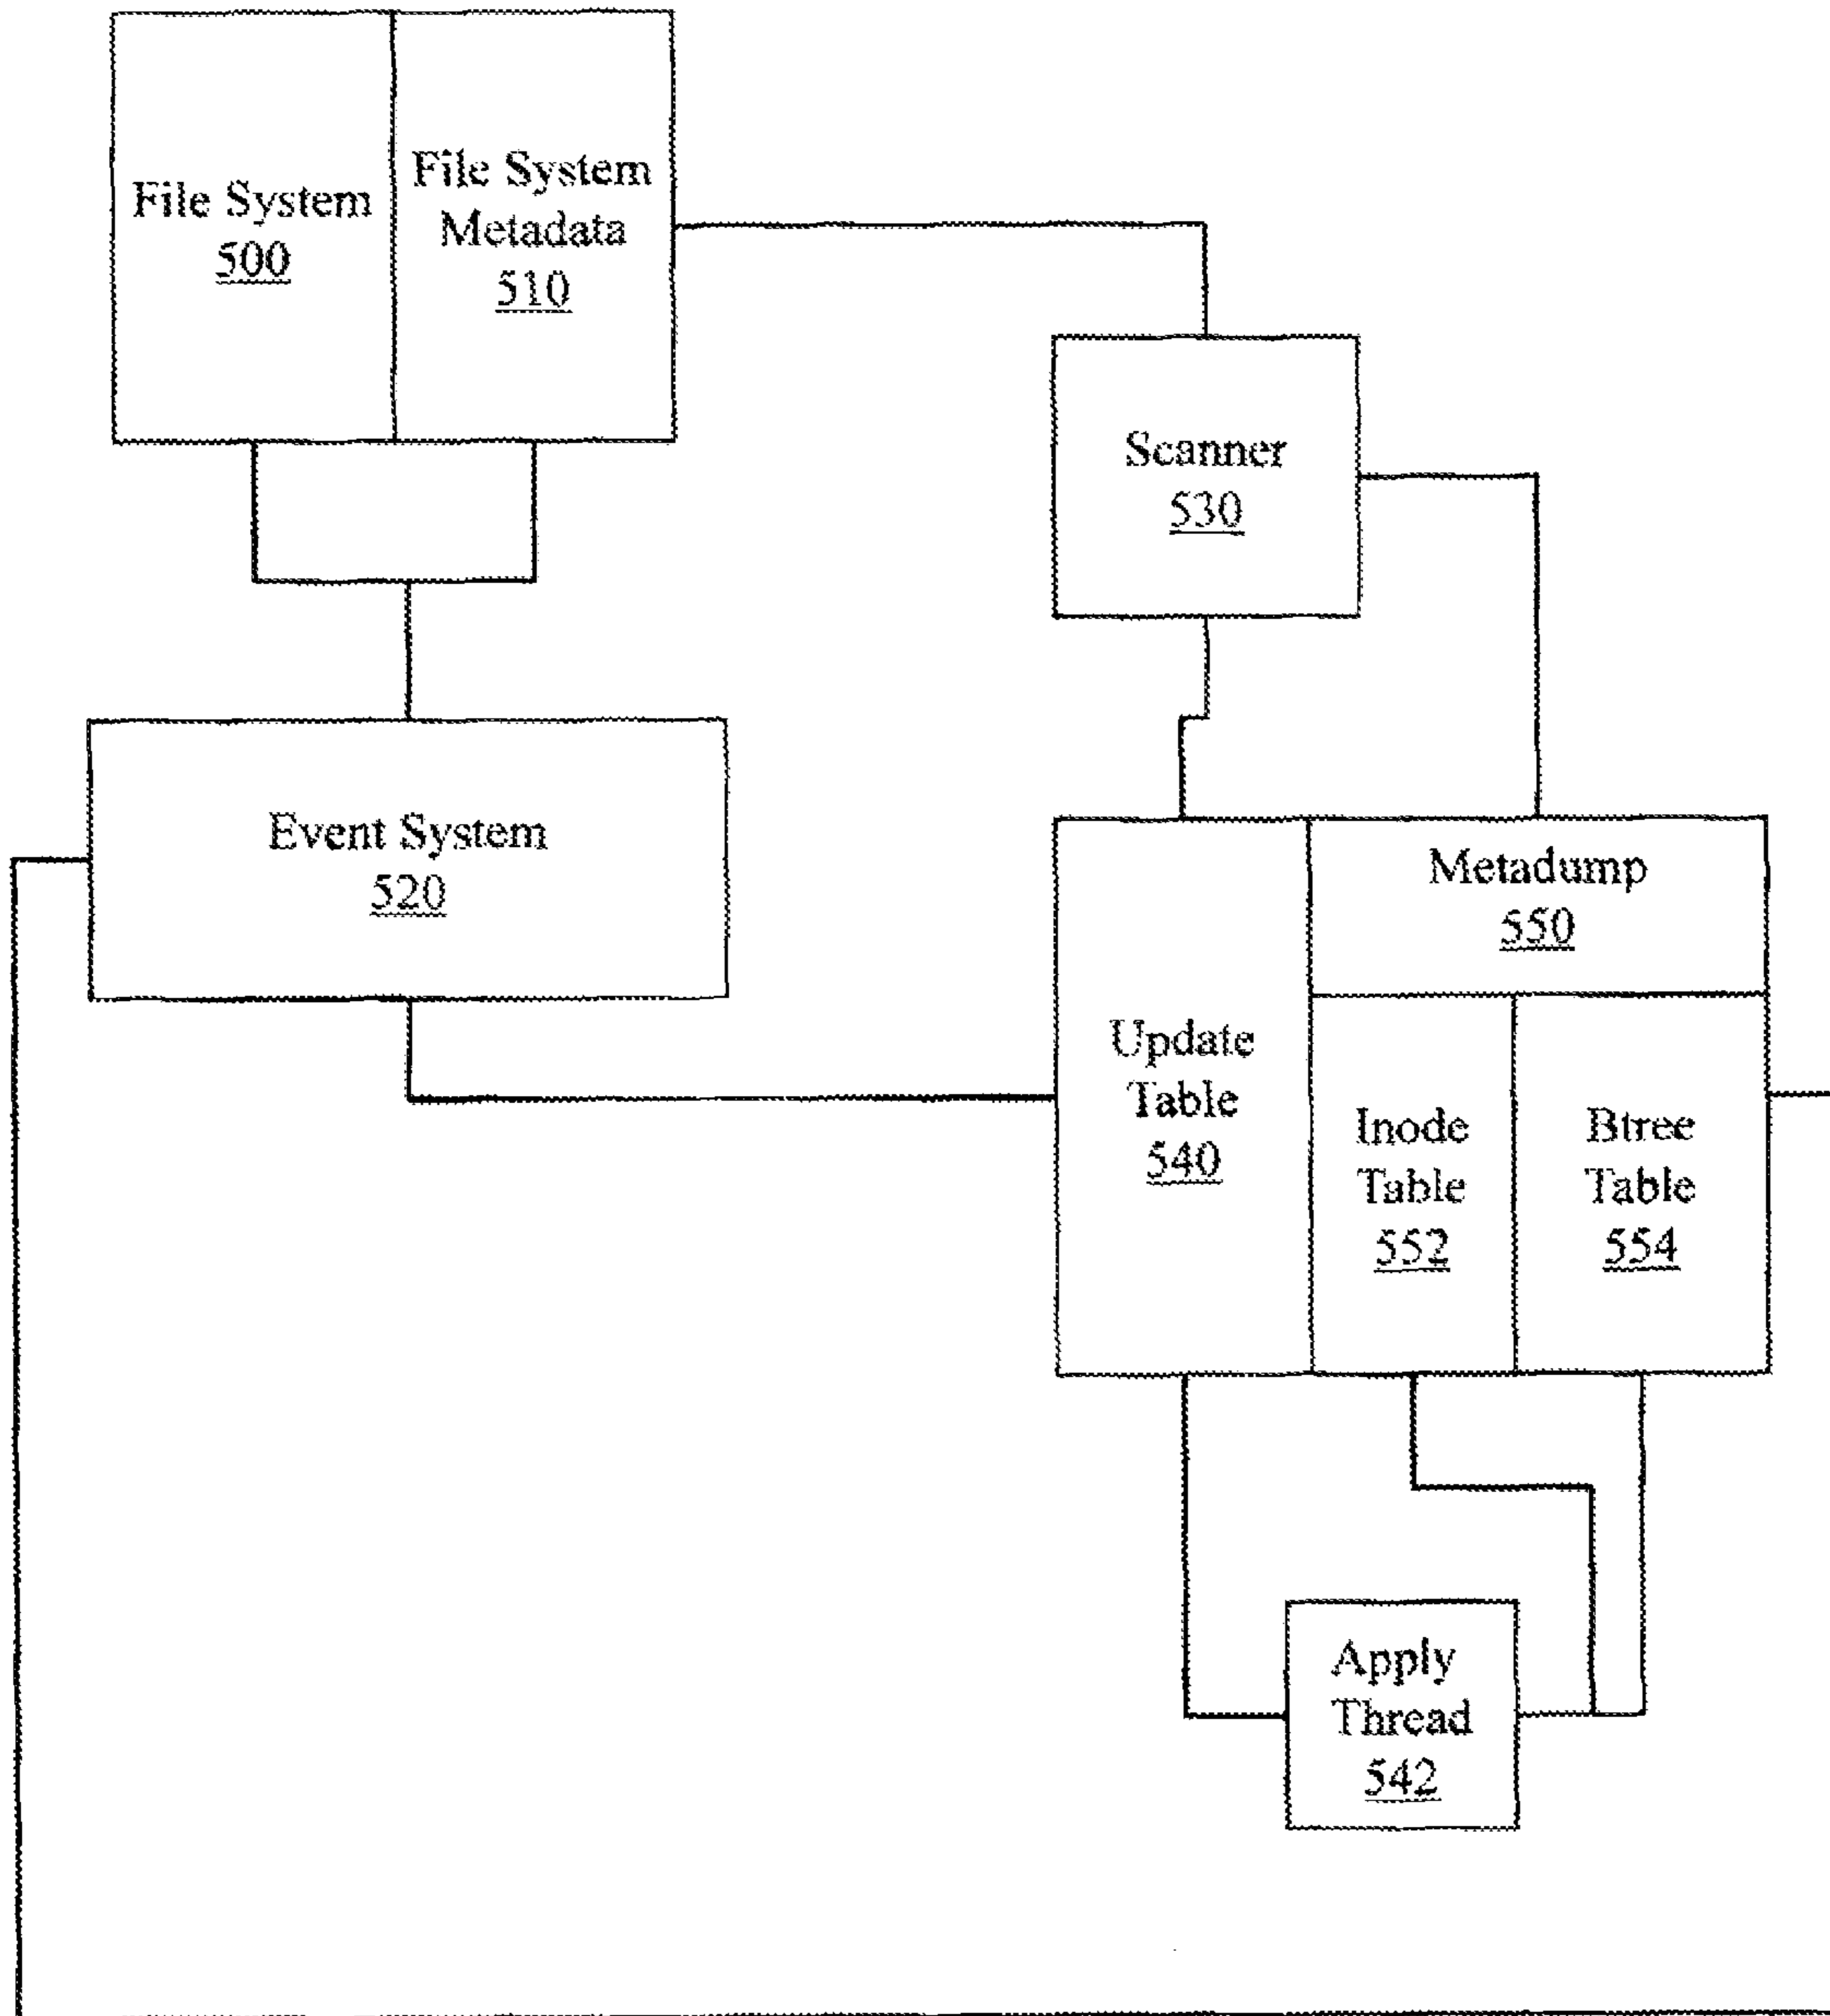 File System
500
File System
Metadata
510
Scanner
530
Event System
520
Metadump
550
Update
Table
540
Inode
Table
552
Btree
Table
554
Apply
Thread
542